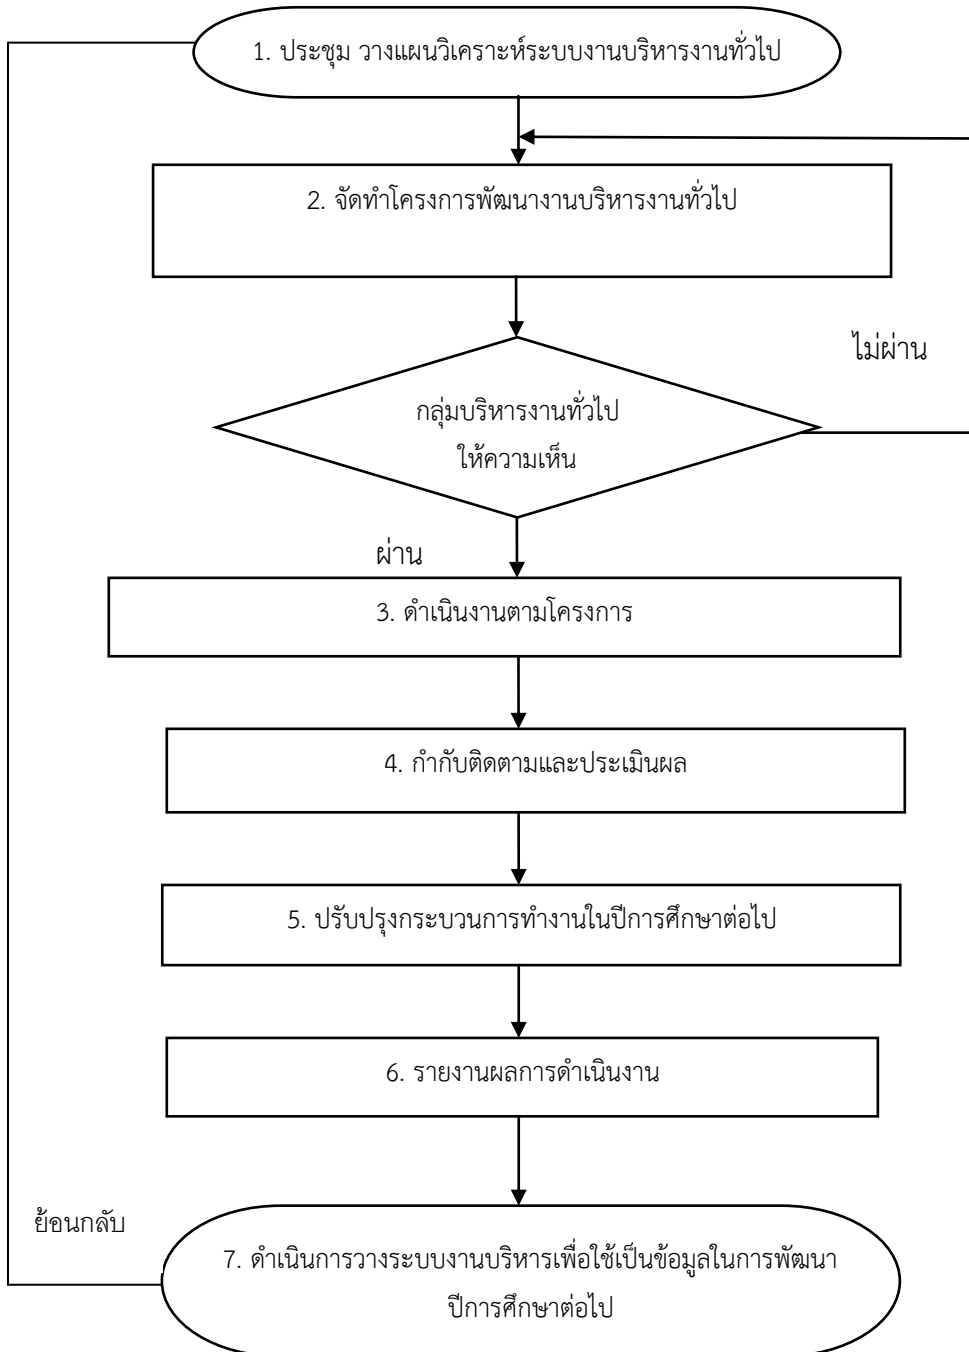 1. ประชุม วางแผนวิเคราะห์ระบบงานบริหารงานทั่วไป
2. จัดทำโครงการพัฒนางานบริหารงานทั่วไป
ไม่ผ่าน
กลุ่มบริหารงานทั่วไป
ให้ความเห็น
ผ่าน
3. ดำเนินงานตามโครงการ
4. กำกับติดตามและประเมินผล
5. ปรับปรุงกระบวนการทำงานในปีการศึกษาต่อไป
6. รายงานผลการดำเนินงาน
ย้อนกลับ
7. ดำเนินการวางระบบงานบริหารเพื่อใช้เป็นข้อมูลในการพัฒนา
ปีการศึกษาต่อไป